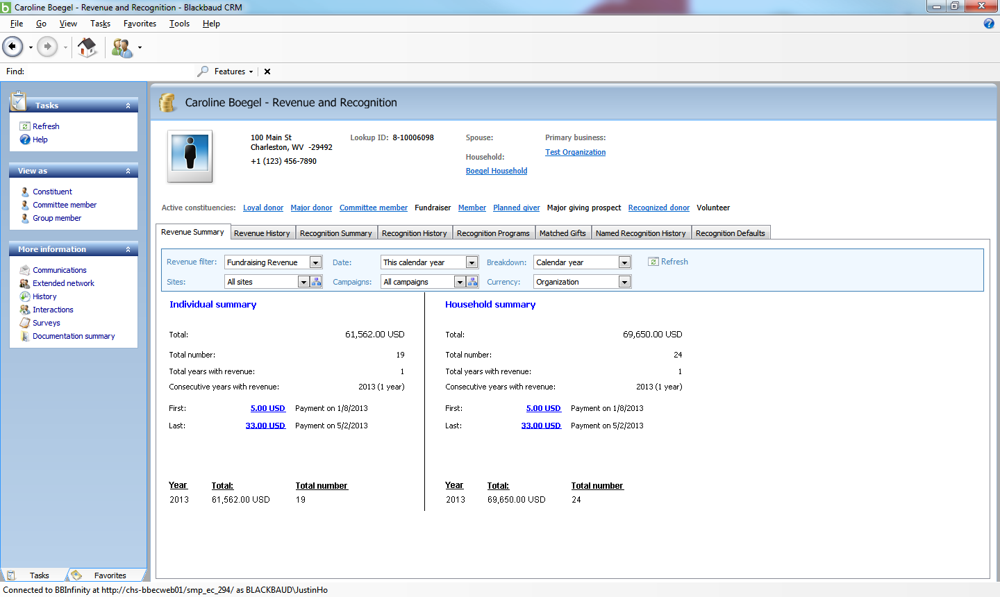 Caroline Boegel - Revenue and Recognition - Blackbaud CRM
File Go View Tasks Favorites Tools Help
Find: Features
Tasks
Refresh
Help
View as
Constituent
Committee member
Group member
More information
Communications
Extended network
History
Interactions
Surveys
Documentation summary
Tasks Favorites
Caroline Boegel - Revenue and Recognition
100 Main St
Charleston, WV -29492
+1 (123) 456-7890
Lookup ID: 8-10006098
Spouse:
Household:
Boegel Household
Primary business:
Test Organization
Active constituencies: Loyal donor Major donor Committee member Fundraiser Member Planned giver Major giving prospect Recognized donor Volunteer
Revenue Summary Revenue History Recognition Summary Recognition History Recognition Programs Matched Gifts Named Recognition History Recognition Defaults
Revenue filter: Fundraising Revenue Date: This calendar year Breakdown: Calendar year Refresh
Sites: All sites Campaigns: All campaigns Currency: Organization
Individual summary
Total: 61,562.00 USD
Total number: 19
Total years with revenue: 1
Consecutive years with revenue: 2013 (1 year)
First: 5.00 USD Payment on 1/8/2013
Last: 33.00 USD Payment on 5/2/2013
Year Total: Total number
2013 61,562.00 USD 19
Household summary
Total: 69,650.00 USD
Total number: 24
Total years with revenue: 1
Consecutive years with revenue: 2013 (1 year)
First: 5.00 USD Payment on 1/8/2013
Last: 33.00 USD Payment on 5/2/2013
Year Total: Total number
2013 69,650.00 USD 24
Connected to BBInfinity at http://chs-bbecweb01/smp_ec_294/ as BLACKBAUD\JustinHo